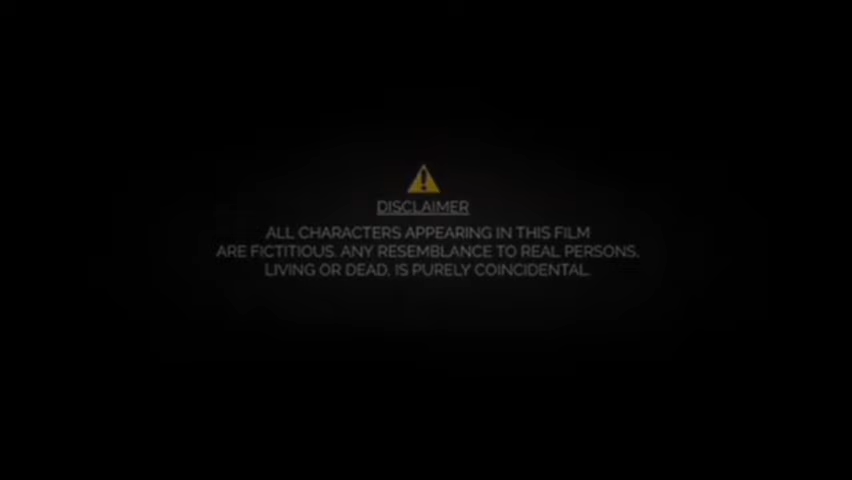 DISCLAIMER
ALL CHARACTERS APPEARING IN THIS FILM
ARE FICTITIOUS. ANY RESEMBLANCE TO REAL PERSONS,
LIVING OR DEAD, IS PURELY COINCIDENTAL.